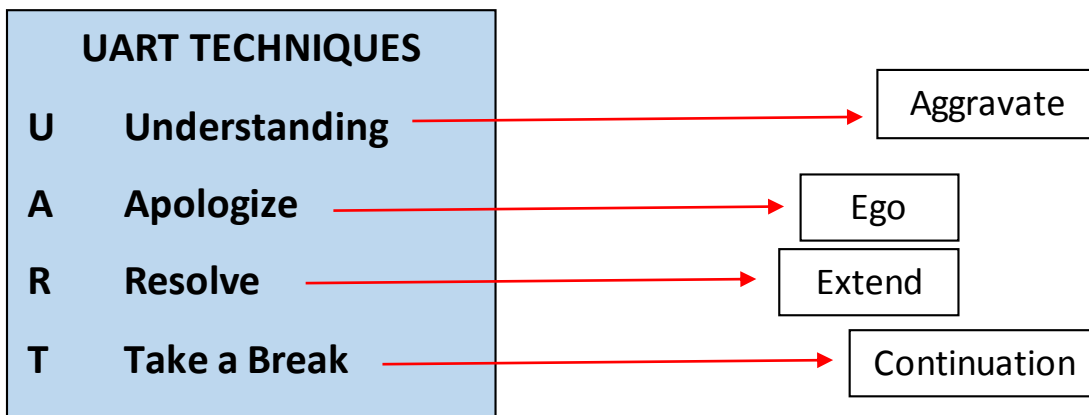 UART TECHNIQUES
U Understanding Aggravate
A Apologize Ego
R Resolve Extend
T Take a Break Continuation